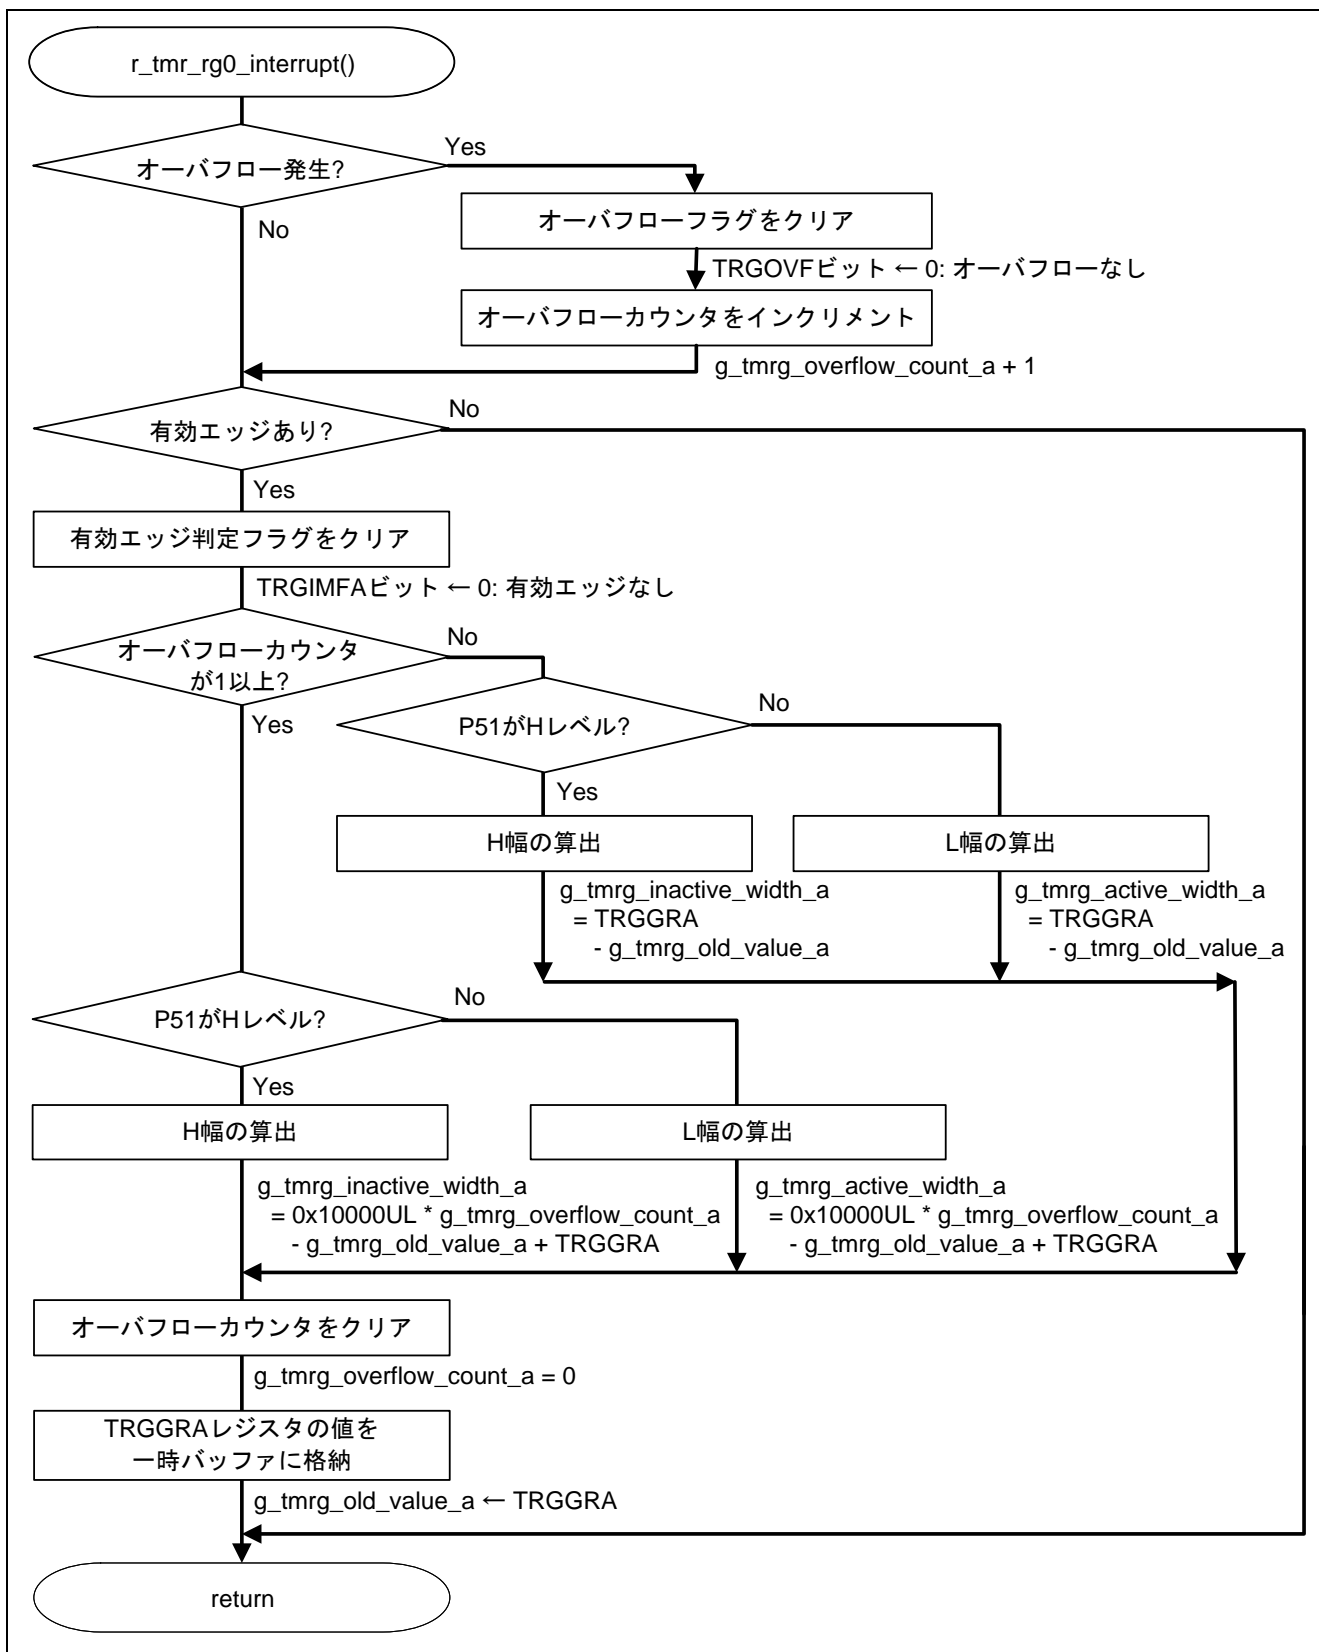 r_tmr_rg0_interrupt()
オーバフロー発生?
Yes
No
オーバフローフラグをクリア
TRGOVFビット ← 0: オーバフローなし
オーバフローカウンタをインクリメント
g_tmrg_overflow_count_a + 1
有効エッジあり?
No
Yes
有効エッジ判定フラグをクリア
TRGIMFAビット ← 0: 有効エッジなし
オーバフローカウンタ
が1以上?
No
Yes
P51がHレベル?
No
Yes
H幅の算出
L幅の算出
g_tmrg_inactive_width_a
= TRGGRA
- g_tmrg_old_value_a
g_tmrg_active_width_a
= TRGGRA
- g_tmrg_old_value_a
P51がHレベル?
No
Yes
H幅の算出
L幅の算出
g_tmrg_inactive_width_a
= 0x10000UL * g_tmrg_overflow_count_a
- g_tmrg_old_value_a + TRGGRA
g_tmrg_active_width_a
= 0x10000UL * g_tmrg_overflow_count_a
- g_tmrg_old_value_a + TRGGRA
オーバフローカウンタをクリア
g_tmrg_overflow_count_a = 0
TRGGRAレジスタの値を
一時バッファに格納
g_tmrg_old_value_a ← TRGGRA
return